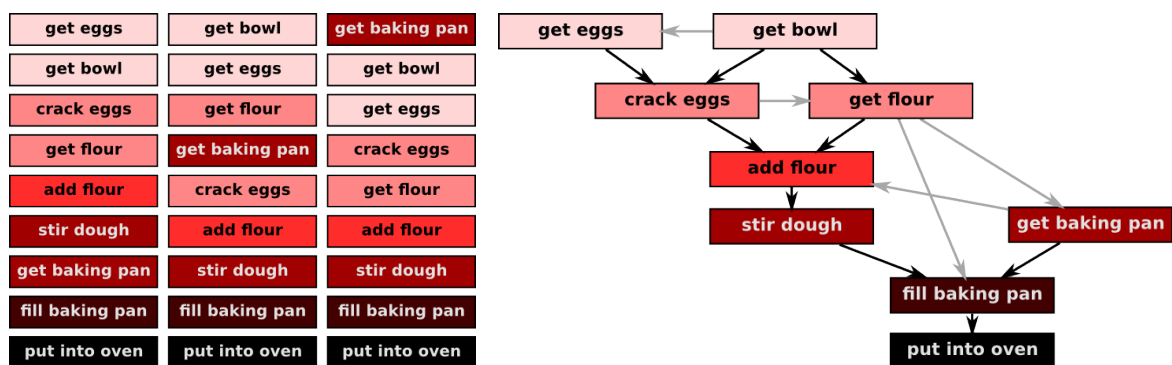 get eggs
get bowl
get baking pan
get bowl
get eggs
get bowl
crack eggs
get flour
get eggs
get flour
get baking pan
crack eggs
add flour
crack eggs
get flour
stir dough
add flour
add flour
get baking pan
stir dough
stir dough
fill baking pan
fill baking pan
fill baking pan
put into oven
put into oven
put into oven
get eggs
get bowl
crack eggs
get flour
add flour
stir dough
get baking pan
fill baking pan
put into oven